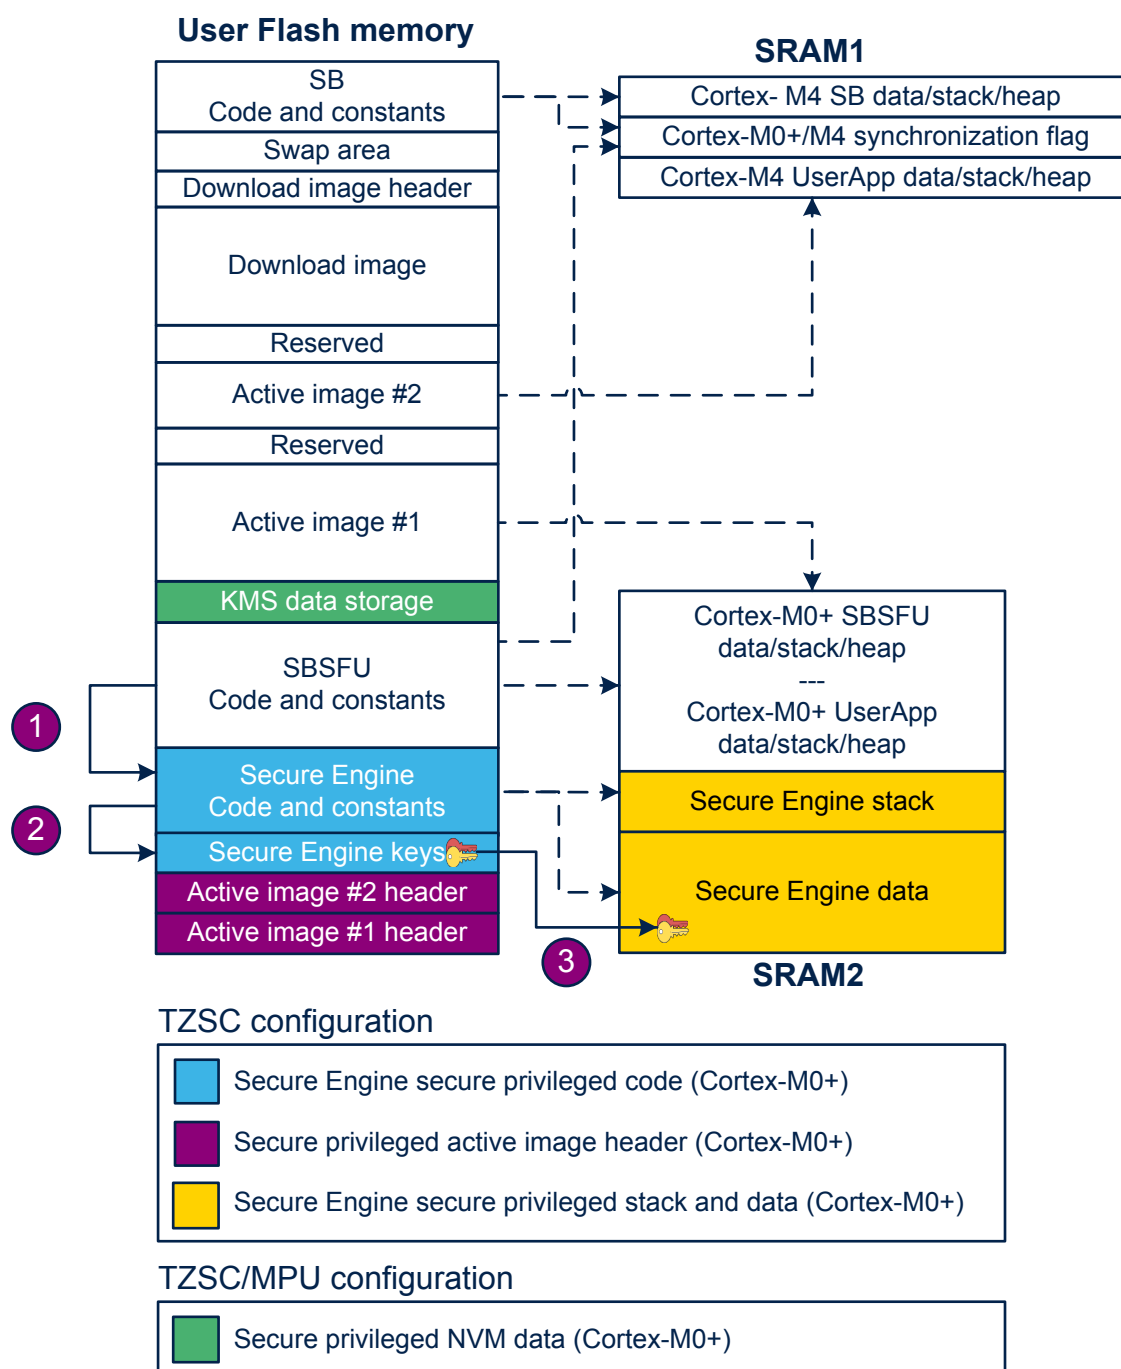 User Flash memory
SB
Code and constants
Swap area
Download image header
Download image
Reserved
Active image #2
Reserved
Active image #1
KMS data storage
SBSFU
Code and constants
Secure Engine
Code and constants
Secure Engine keys
Active image #2 header
Active image #1 header
1
2
3
SRAM1
Cortex- M4 SB data/stack/heap
Cortex-M0+/M4 synchronization flag
Cortex-M4 UserApp data/stack/heap
Cortex-M0+ SBSFU
data/stack/heap
---
Cortex-M0+ UserApp
data/stack/heap
Secure Engine stack
Secure Engine data
SRAM2
TZSC configuration
Secure Engine secure privileged code (Cortex-M0+)
Secure privileged active image header (Cortex-M0+)
Secure Engine secure privileged stack and data (Cortex-M0+)
TZSC/MPU configuration
Secure privileged NVM data (Cortex-M0+)